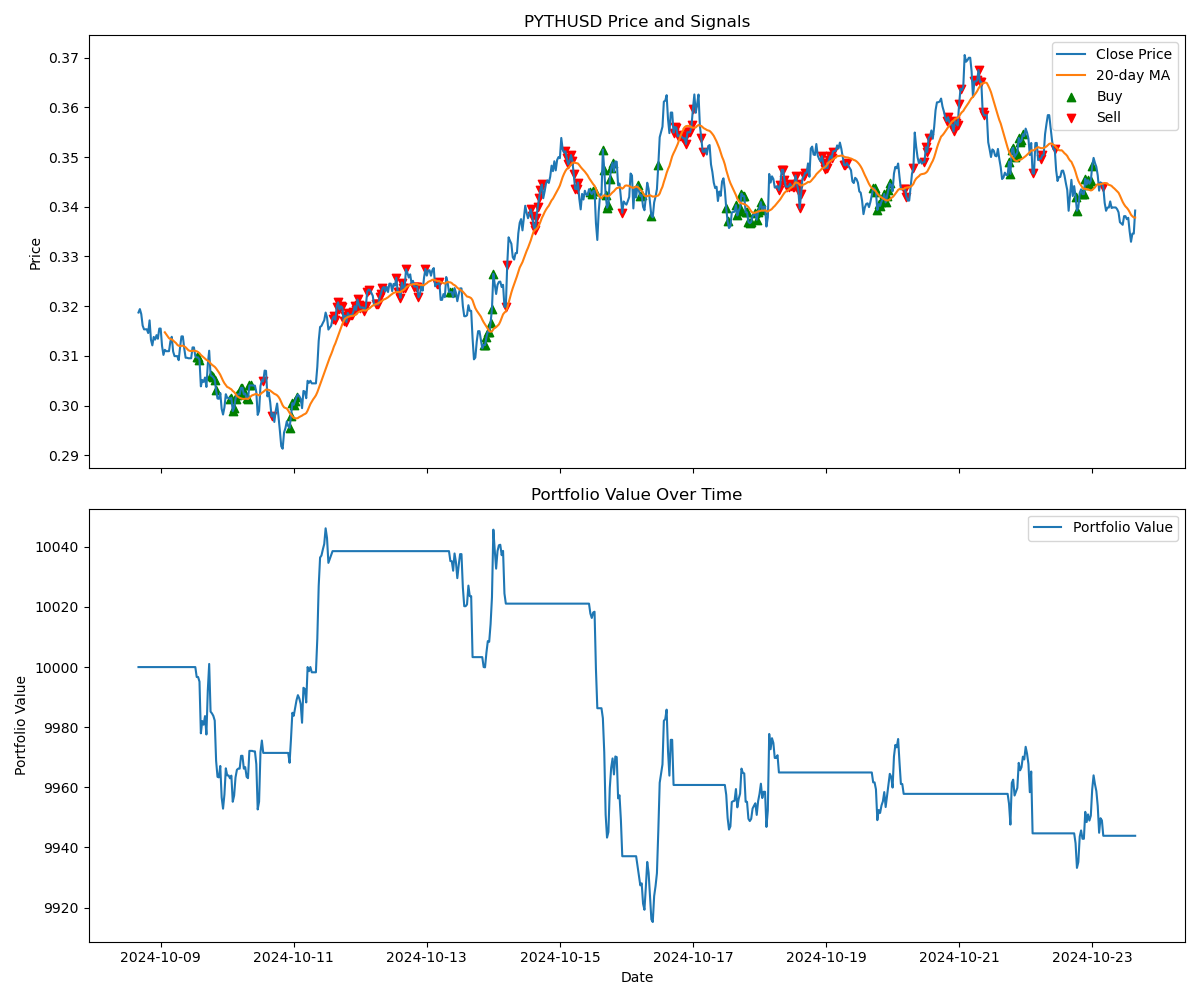 PYTHUSD Price and Signals
Price
0.37
0.36
0.35
0.34
0.33
0.32
0.31
0.30
0.29
Close Price
20-day MA
Buy
Sell
Portfolio Value Over Time
Portfolio Value
10040
10020
10000
9980
9960
9940
9920
Portfolio Value
2024-10-09
2024-10-11
2024-10-13
2024-10-15
2024-10-17
2024-10-19
2024-10-21
2024-10-23
Date